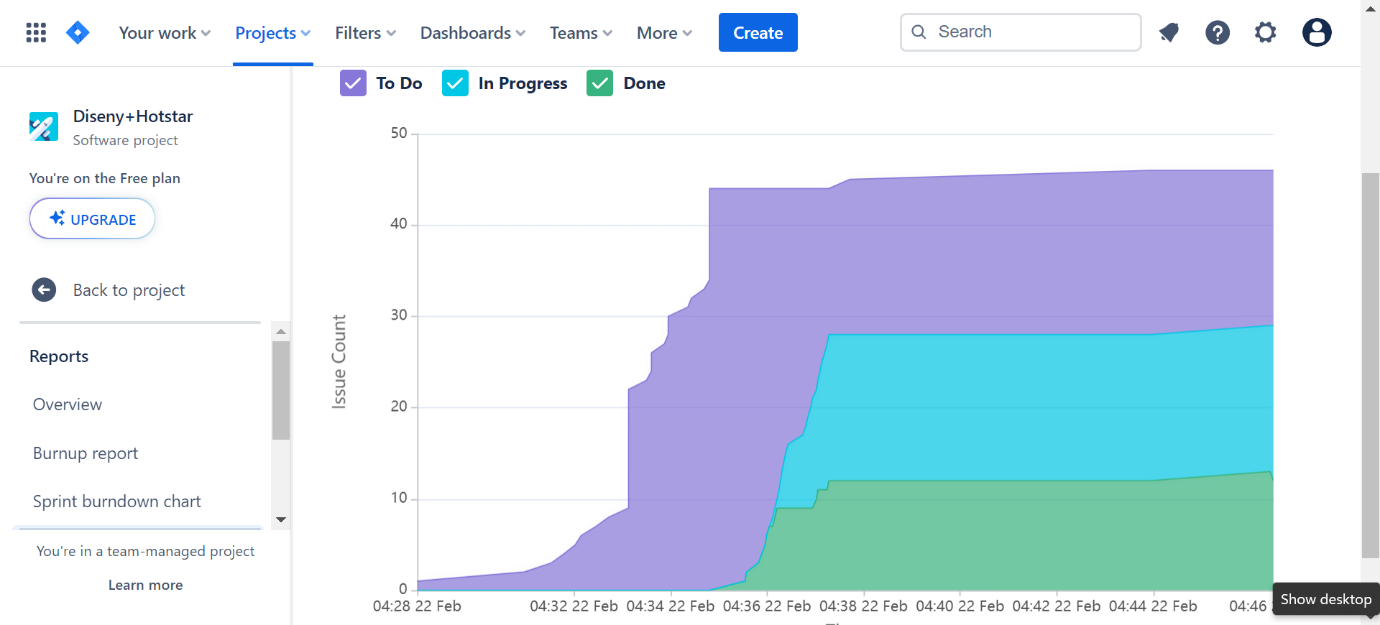 Your work Projects Filters Dashboards Teams More Create Search
To Do In Progress Done
Diseny+Hotstar
Software project
You're on the Free plan
UPGRADE
Back to project
Reports
Overview
Burnup report
Sprint burndown chart
You're in a team-managed project
Learn more
50
40
30
20
10
0
Issue Count
04:28 22 Feb 04:32 22 Feb 04:34 22 Feb 04:36 22 Feb 04:38 22 Feb 04:40 22 Feb 04:42 22 Feb 04:44 22 Feb 04:46
Show desktop